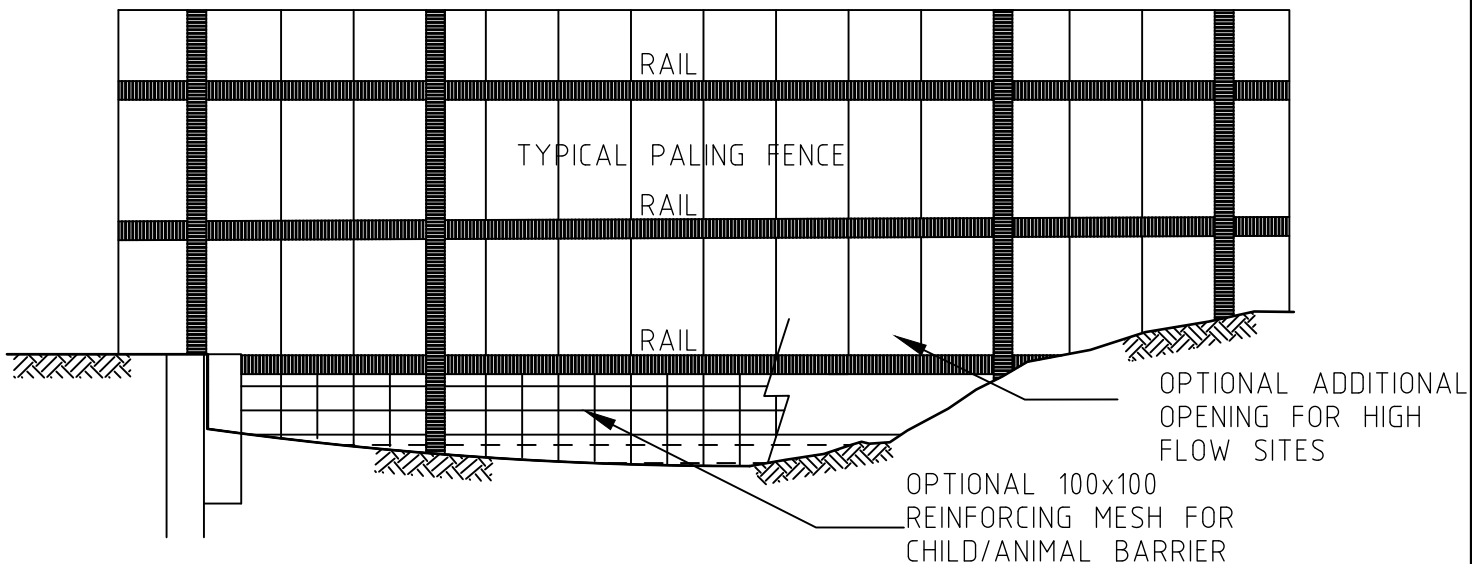 RAIL
TYPICAL PALING FENCE
RAIL
RAIL
OPTIONAL ADDITIONAL
OPENING FOR HIGH
FLOW SITES
OPTIONAL 100x100
REINFORCING MESH FOR
CHILD/ANIMAL BARRIER